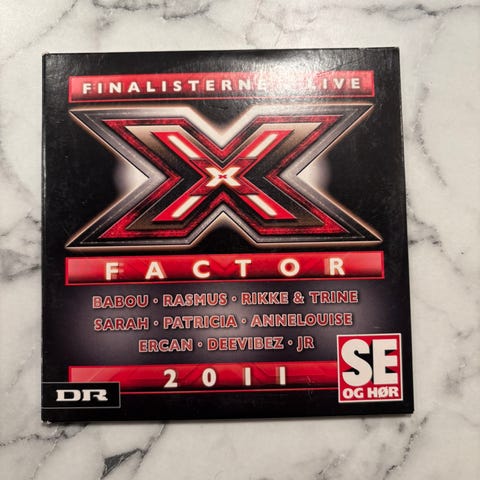 FINALISTERNE LIVE
X
FACTOR
BABOU · RASMUS · RIKKE & TRINE
SARAH · PATRICIA · ANNELOUISE
ERCAN · DEEVIBEZ · JR
2011
DR
SE
OG HØR